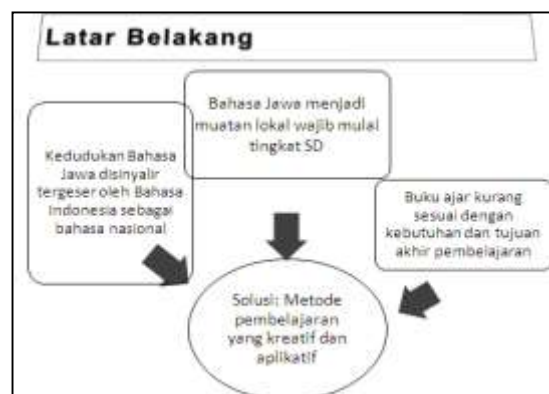 Latar Belakang
Bahasa Jawa menjadi
muatan lokal wajib mulai
tingkat SD
Kedudukan Bahasa
Jawa disinyalir
tergeser oleh Bahasa
Indonesia sebagai
bahasa nasional
Buku ajar kurang
sesuai dengan
kebutuhan dan tujuan
akhir pembelajaran
Solusi: Metode
pembelajaran
yang kreatif dan
aplikatif